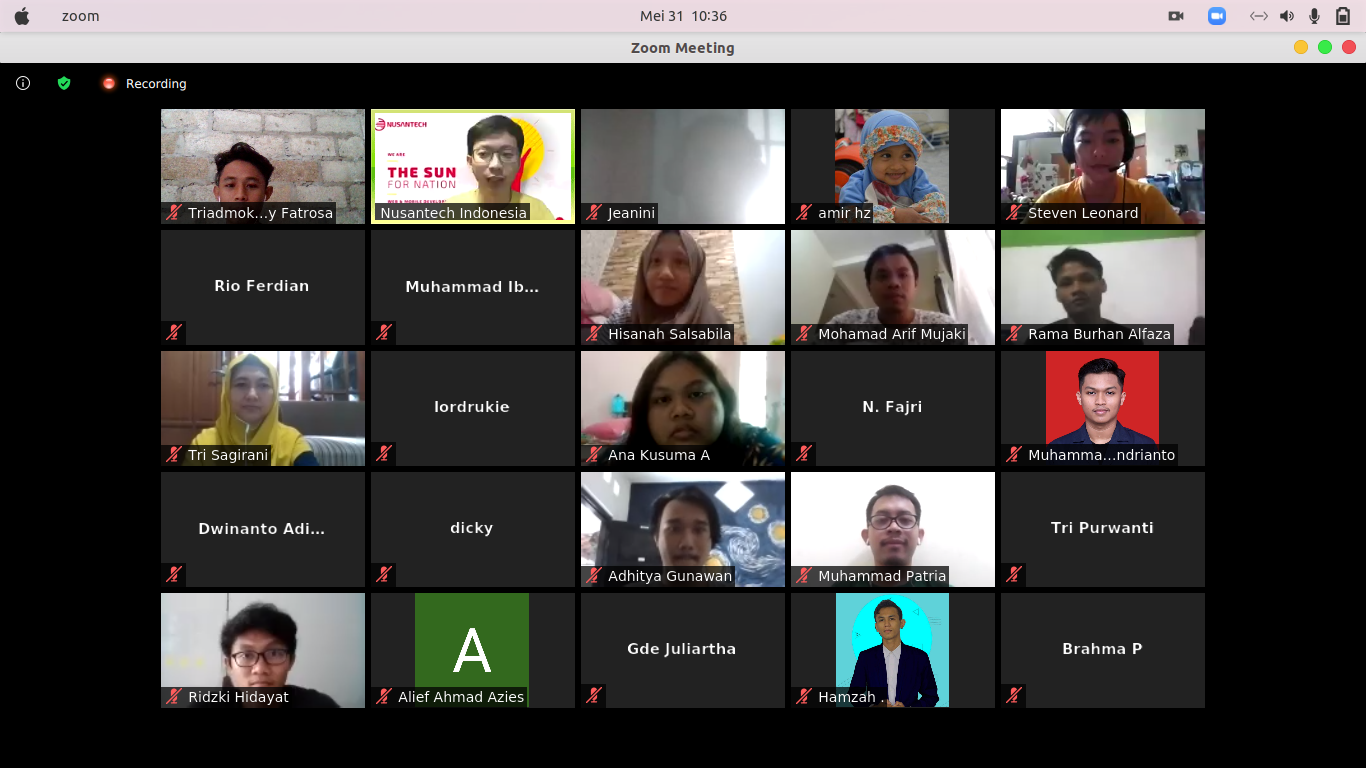 zoom
Mei 31 10:36
Zoom Meeting
Recording
Triadmok...y Fatrosa
NUSANTECH
WE ARE
THE SUN
FOR NATION
WEB & MOBILE DEVELOP
Nusantech Indonesia
Jeanini
amir hz
Steven Leonard
Rio Ferdian
Muhammad Ib...
Hisanah Salsabila
Mohamad Arif Mujaki
Rama Burhan Alfaza
Tri Sagirani
lordrukie
Ana Kusuma A
N. Fajri
Muhamma...ndrianto
Dwinanto Adi...
dicky
Adhitya Gunawan
Muhammad Patria
Tri Purwanti
Ridzki Hidayat
A
Alief Ahmad Azies
Gde Juliartha
Hamzah .
Brahma P